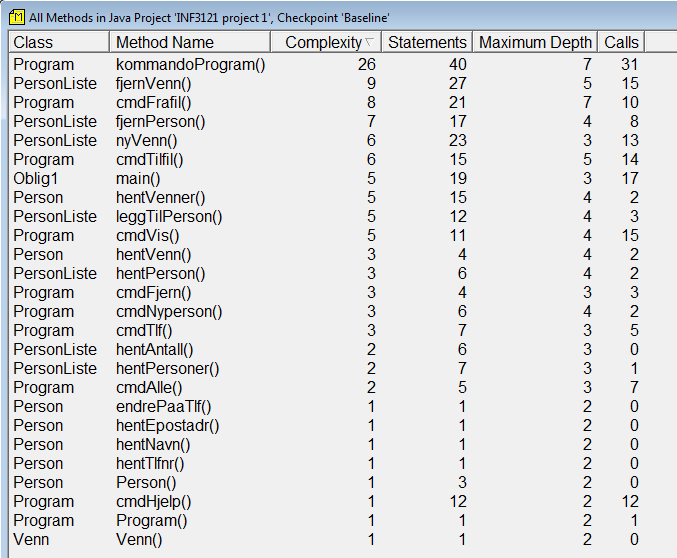 All Methods in Java Project 'INF3121 project 1', Checkpoint 'Baseline'
Class Method Name Complexity Statements Maximum Depth Calls
Program kommandoProgram() 26 40 7 31
PersonListe fjernVenn() 9 27 5 15
Program cmdFrafil() 8 21 7 10
PersonListe fjernPerson() 7 17 4 8
PersonListe nyVenn() 6 23 3 13
Program cmdTilfil() 6 15 5 14
Oblig1 main() 5 19 3 17
Person hentVenner() 5 15 4 2
PersonListe leggTilPerson() 5 12 4 3
Program cmdVis() 5 11 4 15
Person hentVenn() 3 4 4 2
PersonListe hentPerson() 3 6 4 2
Program cmdFjern() 3 4 3 3
Program cmdNyperson() 3 6 4 2
Program cmdTlf() 3 7 3 5
PersonListe hentAntall() 2 6 3 0
PersonListe hentPersoner() 2 7 3 1
Program cmdAlle() 2 5 3 7
Person endrePaaTlf() 1 1 2 0
Person hentEpostadr() 1 1 2 0
Person hentNavn() 1 1 2 0
Person hentTlfnr() 1 1 2 0
Person Person() 1 3 2 0
Program cmdHjelp() 1 12 2 12
Program Program() 1 1 2 1
Venn Venn() 1 1 2 0